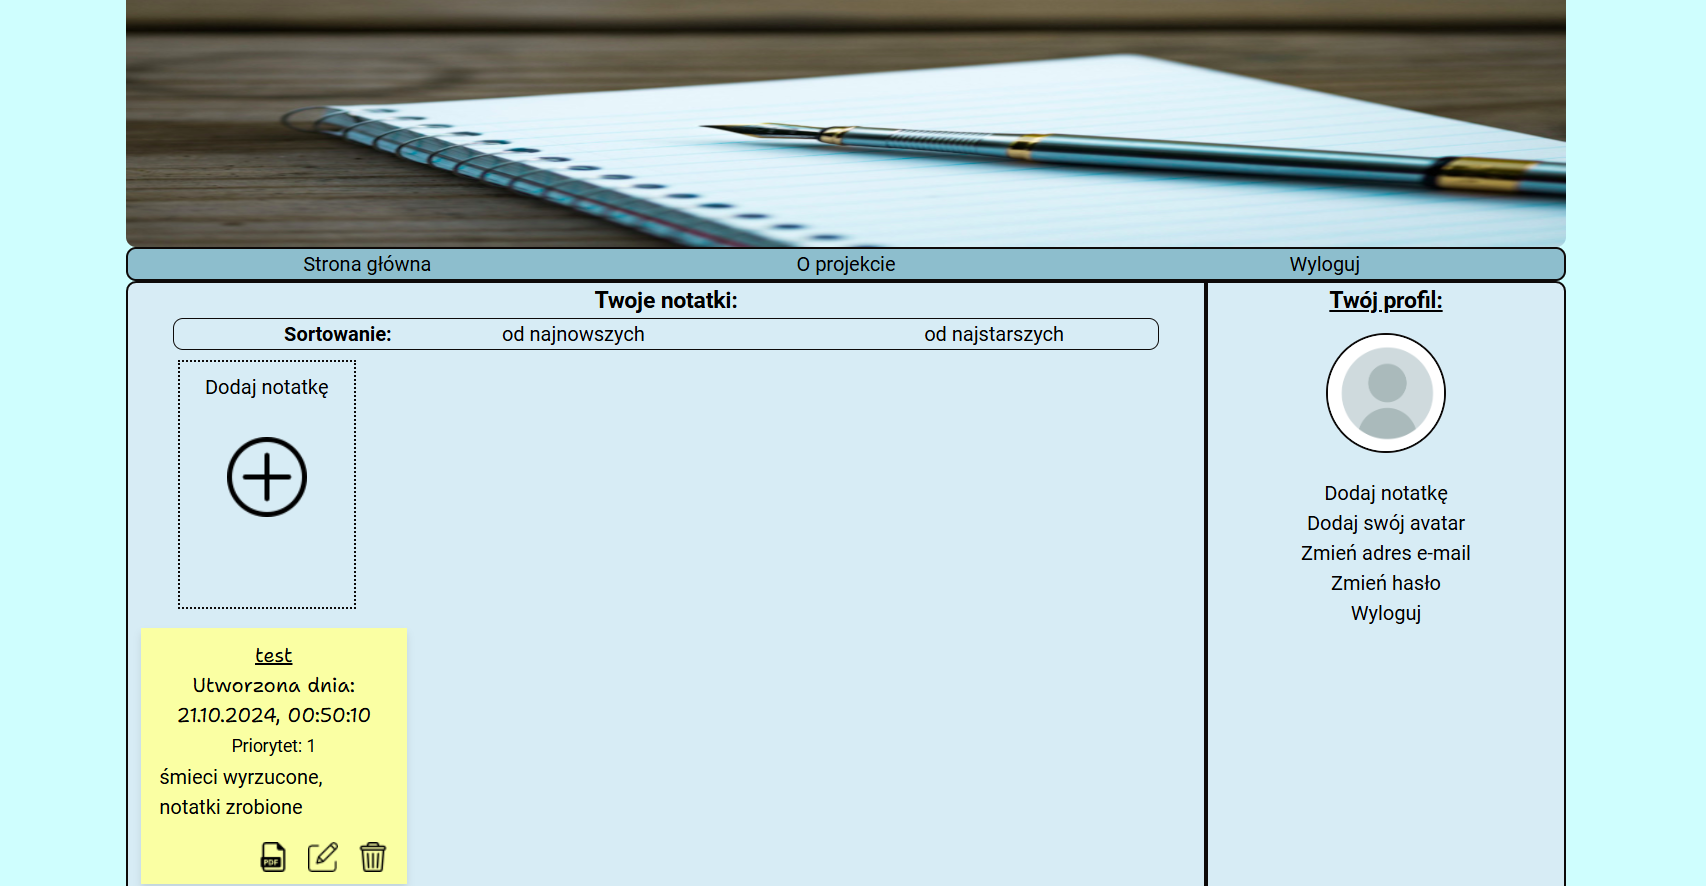 Strona główna
O projekcie
Wyloguj
Twoje notatki:
Sortowanie:
od najnowszych
od najstarszych
Dodaj notatkę
test
Utworzona dnia:
21.10.2024, 00:50:10
Priorytet: 1
śmieci wyrzucone,
notatki zrobione
PDF
Twój profil:
Dodaj notatkę
Dodaj swój avatar
Zmień adres e-mail
Zmień hasło
Wyloguj